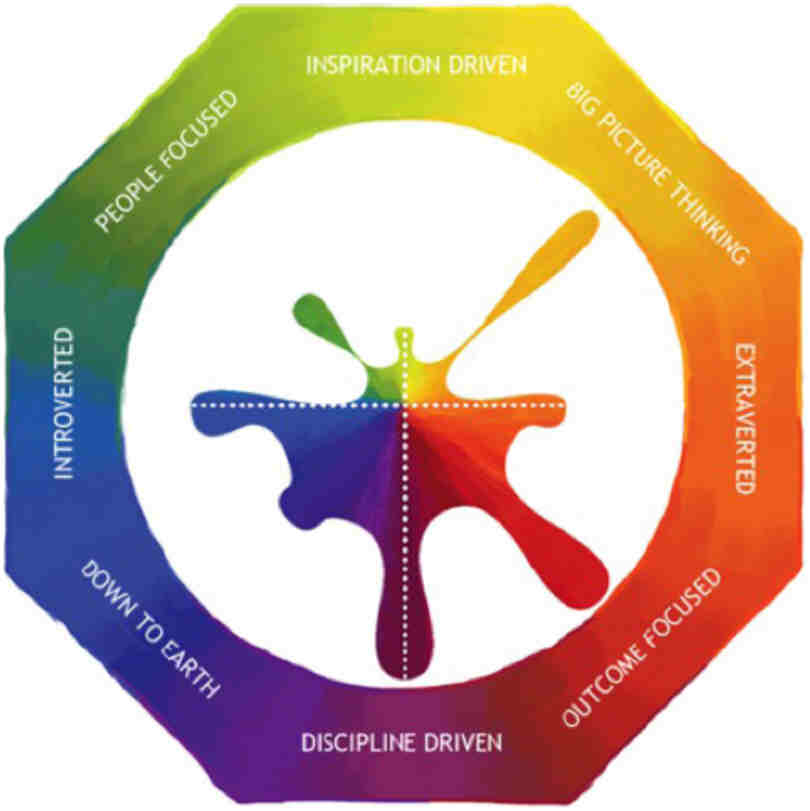 INSPIRATION DRIVEN
BIG PICTURE THINKING
EXTRAVERTED
OUTCOME FOCUSED
DISCIPLINE DRIVEN
DOWN TO EARTH
INTROVERTED
PEOPLE FOCUSED